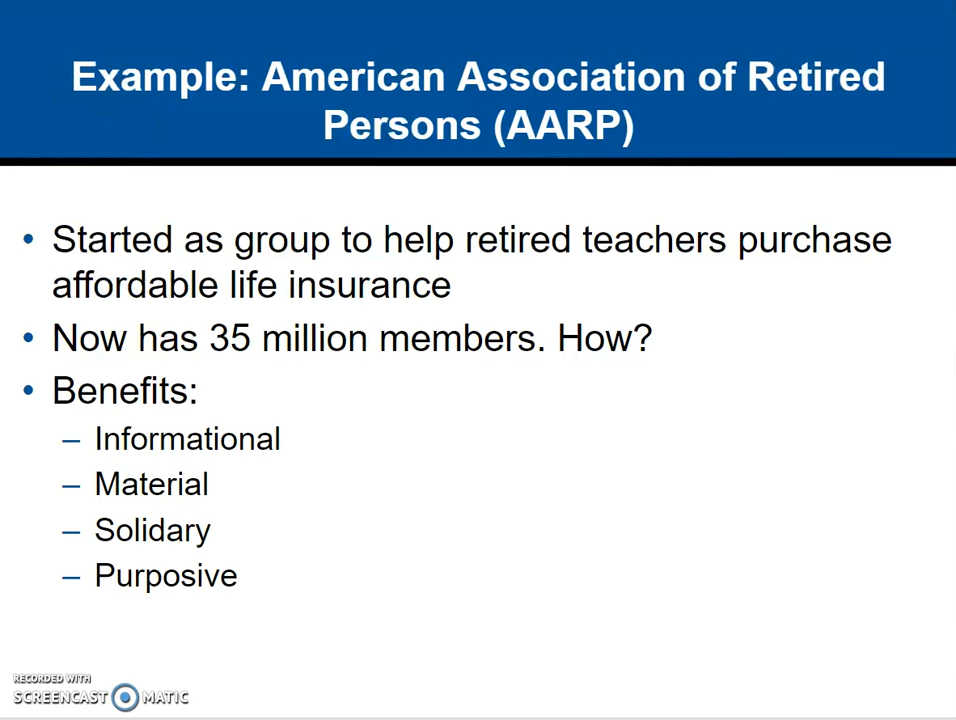 Example: American Association of Retired
Persons (AARP)
• Started as group to help retired teachers purchase
affordable life insurance
• Now has 35 million members. How?
• Benefits:
– Informational
– Material
– Solidary
– Purposive
RECORDED WITH
SCREENCAST MATIC